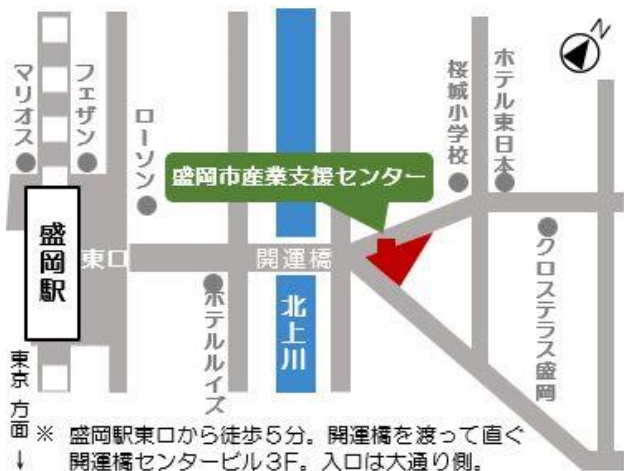 N
マリオス
フェザン
ローソン
桜城小学校
ホテル東日本
盛岡市産業支援センター
盛岡駅
東口
開運橋
クロステラス盛岡
ホテルルイズ
北上川
東京方面↓
※ 盛岡駅東口から徒歩5分。開運橋を渡って直ぐ
開運橋センタービル3F。入口は大通り側。